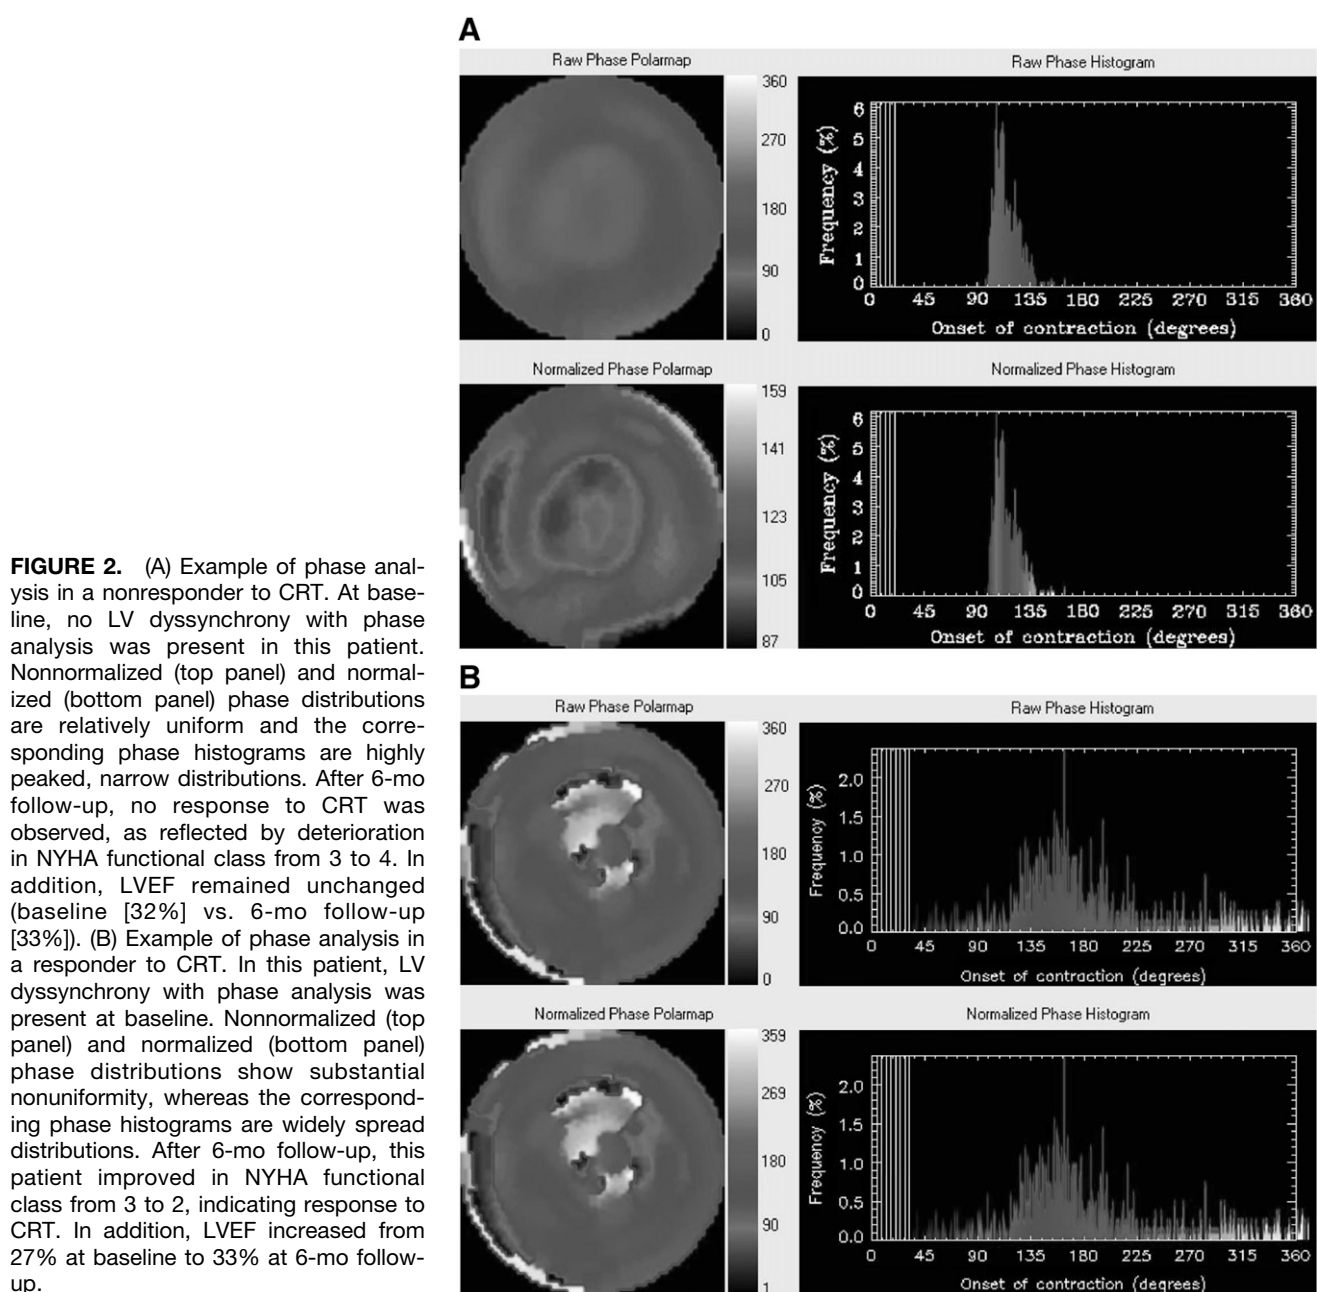 FIGURE 2. (A) Example of phase anal-
ysis in a nonresponder to CRT. At base-
line, no LV dyssynchrony with phase
analysis was present in this patient.
Nonnormalized (top panel) and normal-
ized (bottom panel) phase distributions
are relatively uniform and the corre-
sponding phase histograms are highly
peaked, narrow distributions. After 6-mo
follow-up, no response to CRT was
observed, as reflected by deterioration
in NYHA functional class from 3 to 4. In
addition, LVEF remained unchanged
(baseline [32%] vs. 6-mo follow-up
[33%]). (B) Example of phase analysis in
a responder to CRT. In this patient, LV
dyssynchrony with phase analysis was
present at baseline. Nonnormalized (top
panel) and normalized (bottom panel)
phase distributions show substantial
nonuniformity, whereas the correspond-
ing phase histograms are widely spread
distributions. After 6-mo follow-up, this
patient improved in NYHA functional
class from 3 to 2, indicating response to
CRT. In addition, LVEF increased from
27% at baseline to 33% at 6-mo follow-
up.
A
Raw Phase Polarmap
360
270
180
90
0
Raw Phase Histogram
Frequency (%)
6
5
4
3
2
1
0
0 45 90 135 180 225 270 315 360
Onset of contraction (degrees)
Normalized Phase Polarmap
159
141
123
105
87
Normalized Phase Histogram
Frequency (%)
6
5
4
3
2
1
0
0 45 90 135 180 225 270 315 360
Onset of contraction (degrees)
B
Raw Phase Polarmap
360
270
180
90
0
Raw Phase Histogram
Frequency (%)
2.0
1.5
1.0
0.5
0.0
0 45 90 135 180 225 270 315 360
Onset of contraction (degrees)
Normalized Phase Polarmap
359
269
180
90
1
Normalized Phase Histogram
Frequency (%)
2.0
1.5
1.0
0.5
0.0
0 45 90 135 180 225 270 315 360
Onset of contraction (degrees)